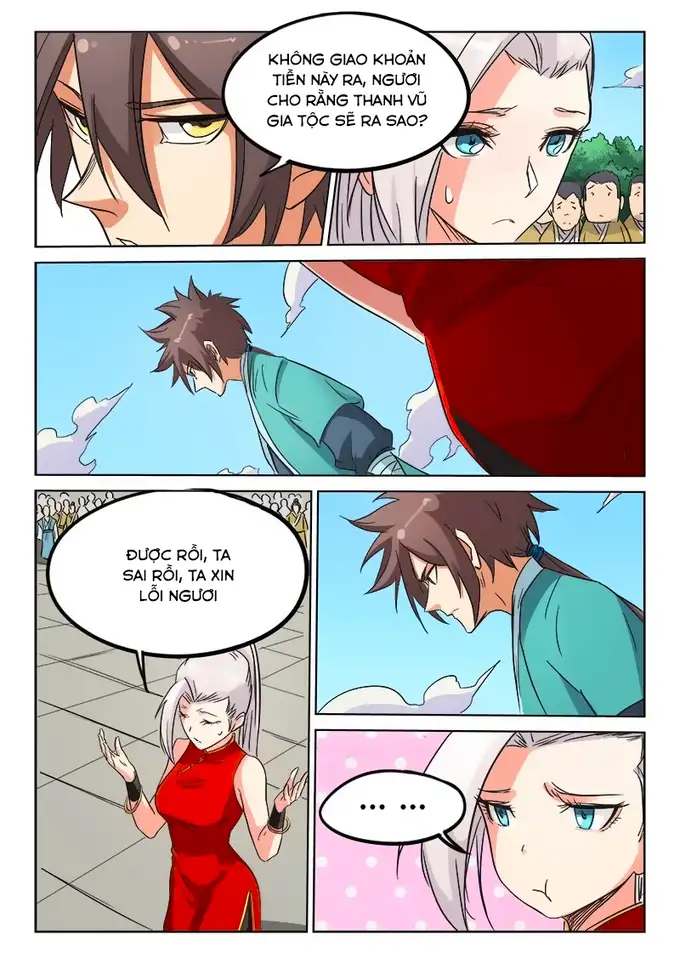 KHÔNG GIAO KHOẢN
TIỀN NÀY RA, NGƯƠI
CHO RẰNG THANH VŨ
GIA TỘC SẼ RA SAO?
ĐƯỢC RỒI, TA
SAI RỒI, TA XIN
LỖI NGƯƠI
... ...